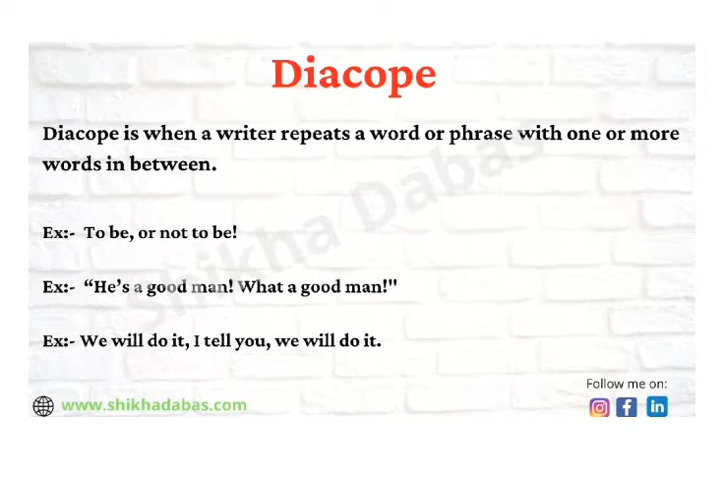 Diacope
Diacope is when a writer repeats a word or phrase with one or more
words in between.
Ex:- To be, or not to be!
Ex:- “He's a good man! What a good man!"
Ex:- We will do it, I tell you, we will do it.
Shikha Dabas
Follow me on:
www.shikhadabas.com